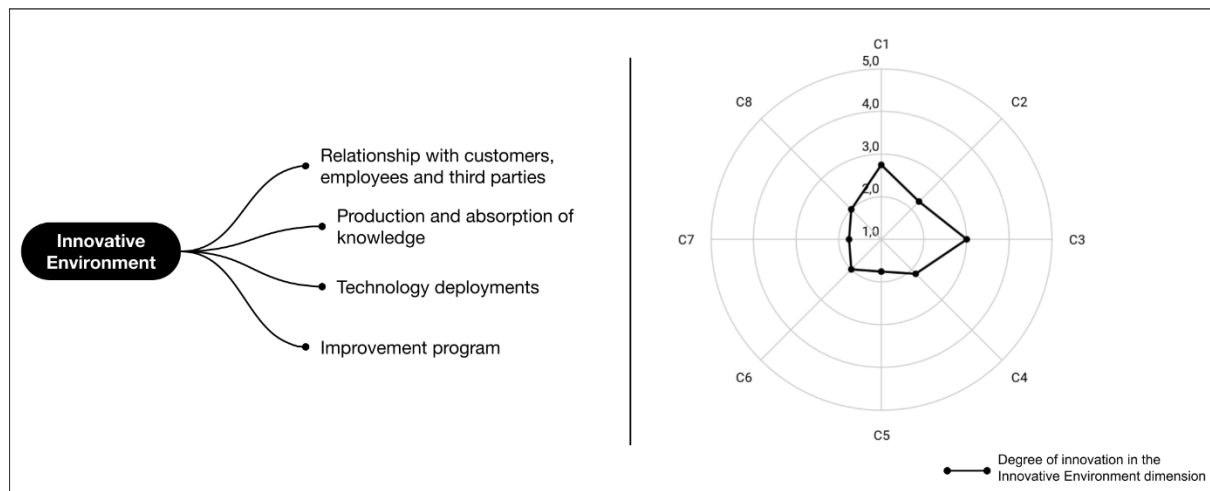 Innovative
Environment
Relationship with customers,
employees and third parties
Production and absorption of
knowledge
Technology deployments
Improvement program
C1
5,0
4,0
3,0
2,0
1,0
C2
C3
C4
C5
C6
C7
C8
Degree of innovation in the
Innovative Environment dimension